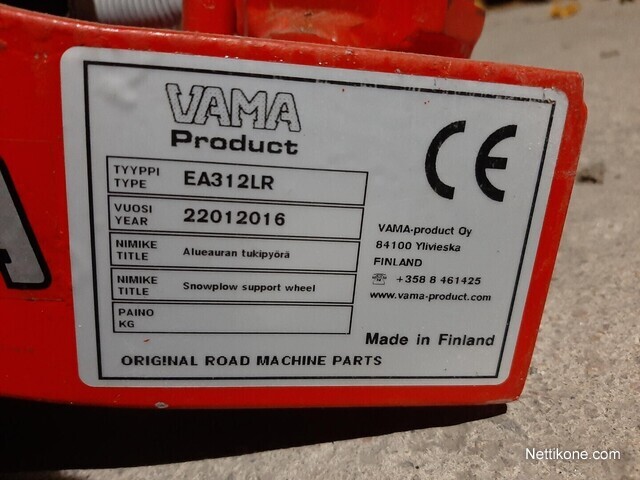 VAMA
Product
CE
TYYPPI
TYPE
EA312LR
VUOSI
YEAR
22012016
NIMIKE
TITLE
Alueauran tukipyörä
NIMIKE
TITLE
Snowplow support wheel
PAINO
KG
VAMA-product Oy
84100 Ylivieska
FINLAND
☎ +358 8 461425
www.vama-product.com
Made in Finland
ORIGINAL ROAD MACHINE PARTS
Nettikone.com